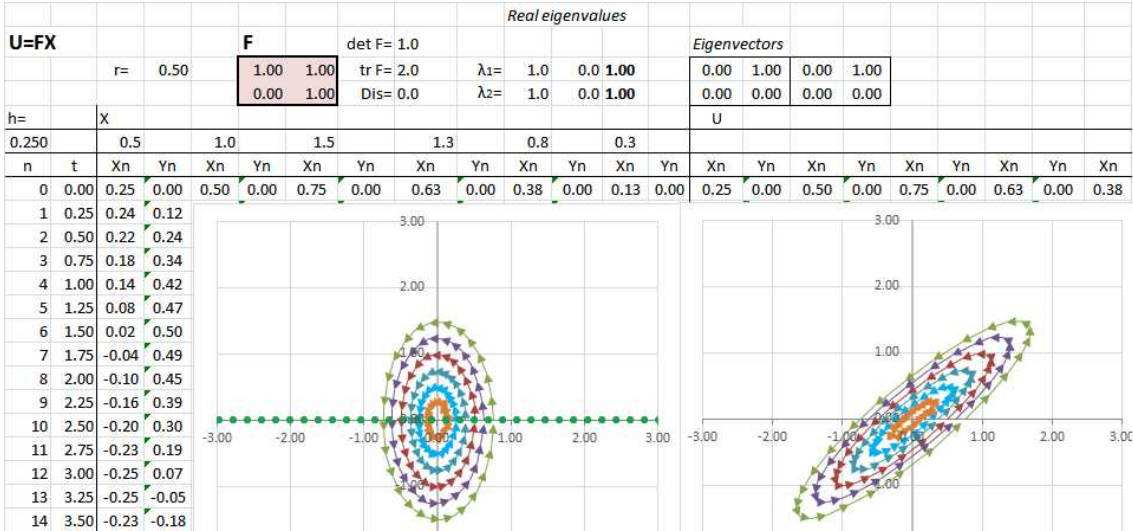 Real eigenvalues
U=FX F det F= 1.0 Eigenvectors
r= 0.50 1.00 1.00 tr F= 2.0 λ1= 1.0 0.0 1.00 0.00 1.00 0.00 1.00
0.00 1.00 Dis= 0.0 λ2= 1.0 0.0 1.00 0.00 0.00 0.00 0.00
h= X U
0.250 0.5 1.0 1.5 1.3 0.8 0.3
n t Xn Yn Xn Yn Xn Yn Xn Yn Xn Yn Xn Yn Xn Yn Xn Yn Xn Yn Xn Yn Xn
0 0.00 0.25 0.00 0.50 0.00 0.75 0.00 0.63 0.00 0.38 0.00 0.13 0.00 0.25 0.00 0.50 0.00 0.75 0.00 0.63 0.00 0.38
1 0.25 0.24 0.12
2 0.50 0.22 0.24
3 0.75 0.18 0.34
4 1.00 0.14 0.42
5 1.25 0.08 0.47
6 1.50 0.02 0.50
7 1.75 -0.04 0.49
8 2.00 -0.10 0.45
9 2.25 -0.16 0.39
10 2.50 -0.20 0.30
11 2.75 -0.23 0.19
12 3.00 -0.25 0.07
13 3.25 -0.25 -0.05
14 3.50 -0.23 -0.18
3.00
2.00
1.00
-3.00 -2.00 -1.00 0.00 1.00 2.00 3.00
-1.00
3.00
2.00
1.00
-3.00 -2.00 -1.00 0.00 1.00 2.00 3.00